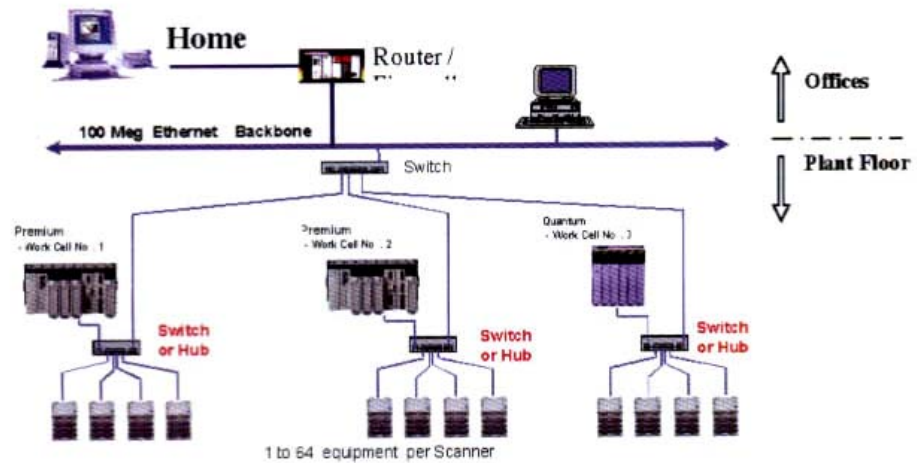 Home
Router /
Offices
100 Meg Ethernet Backbone
Plant Floor
Switch
Premium
- Work Cell No . 1
Premium
- Work Cell No . 2
Quantum
- Work Cell No . 3
Switch
or Hub
Switch
or Hub
Switch
or Hub
1 to 64 equipment per Scanner